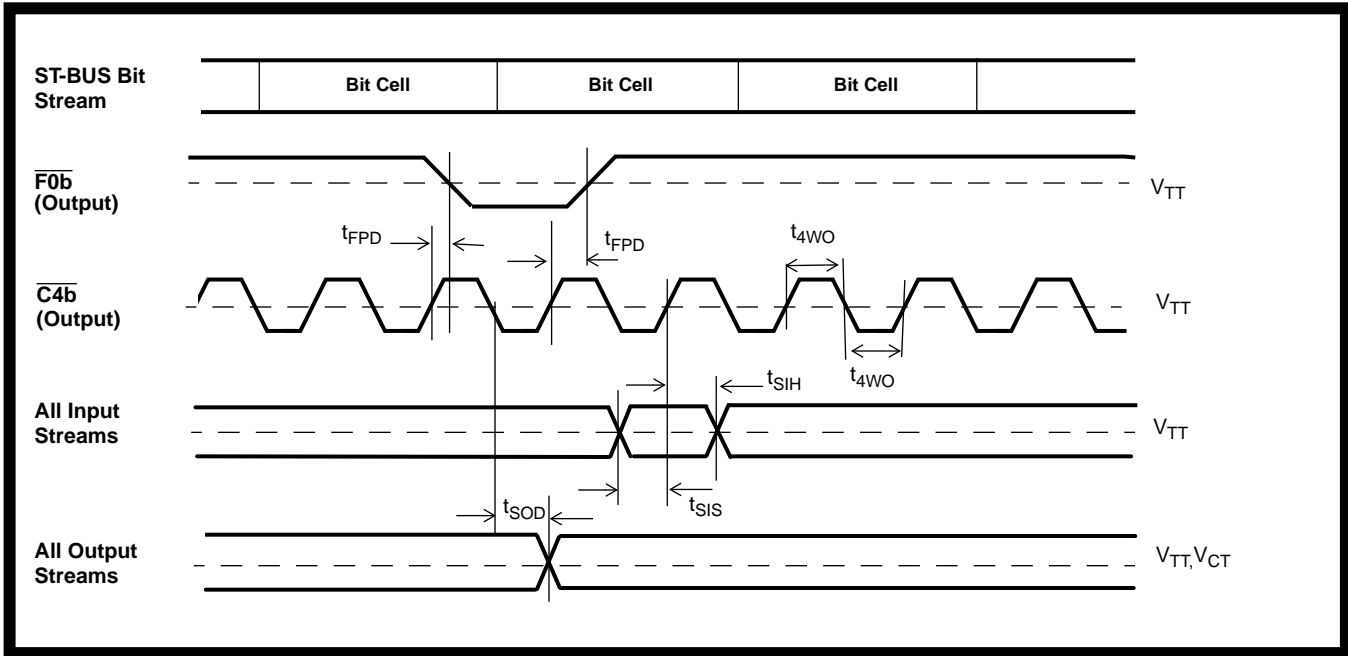 ST-BUS Bit
Stream
Bit Cell
Bit Cell
Bit Cell
F0b
(Output)
VTT
tFPD
tFPD
t4WO
C4b
(Output)
VTT
t4WO
tSIH
All Input
Streams
VTT
tSOD
tSIS
All Output
Streams
VTT,VCT